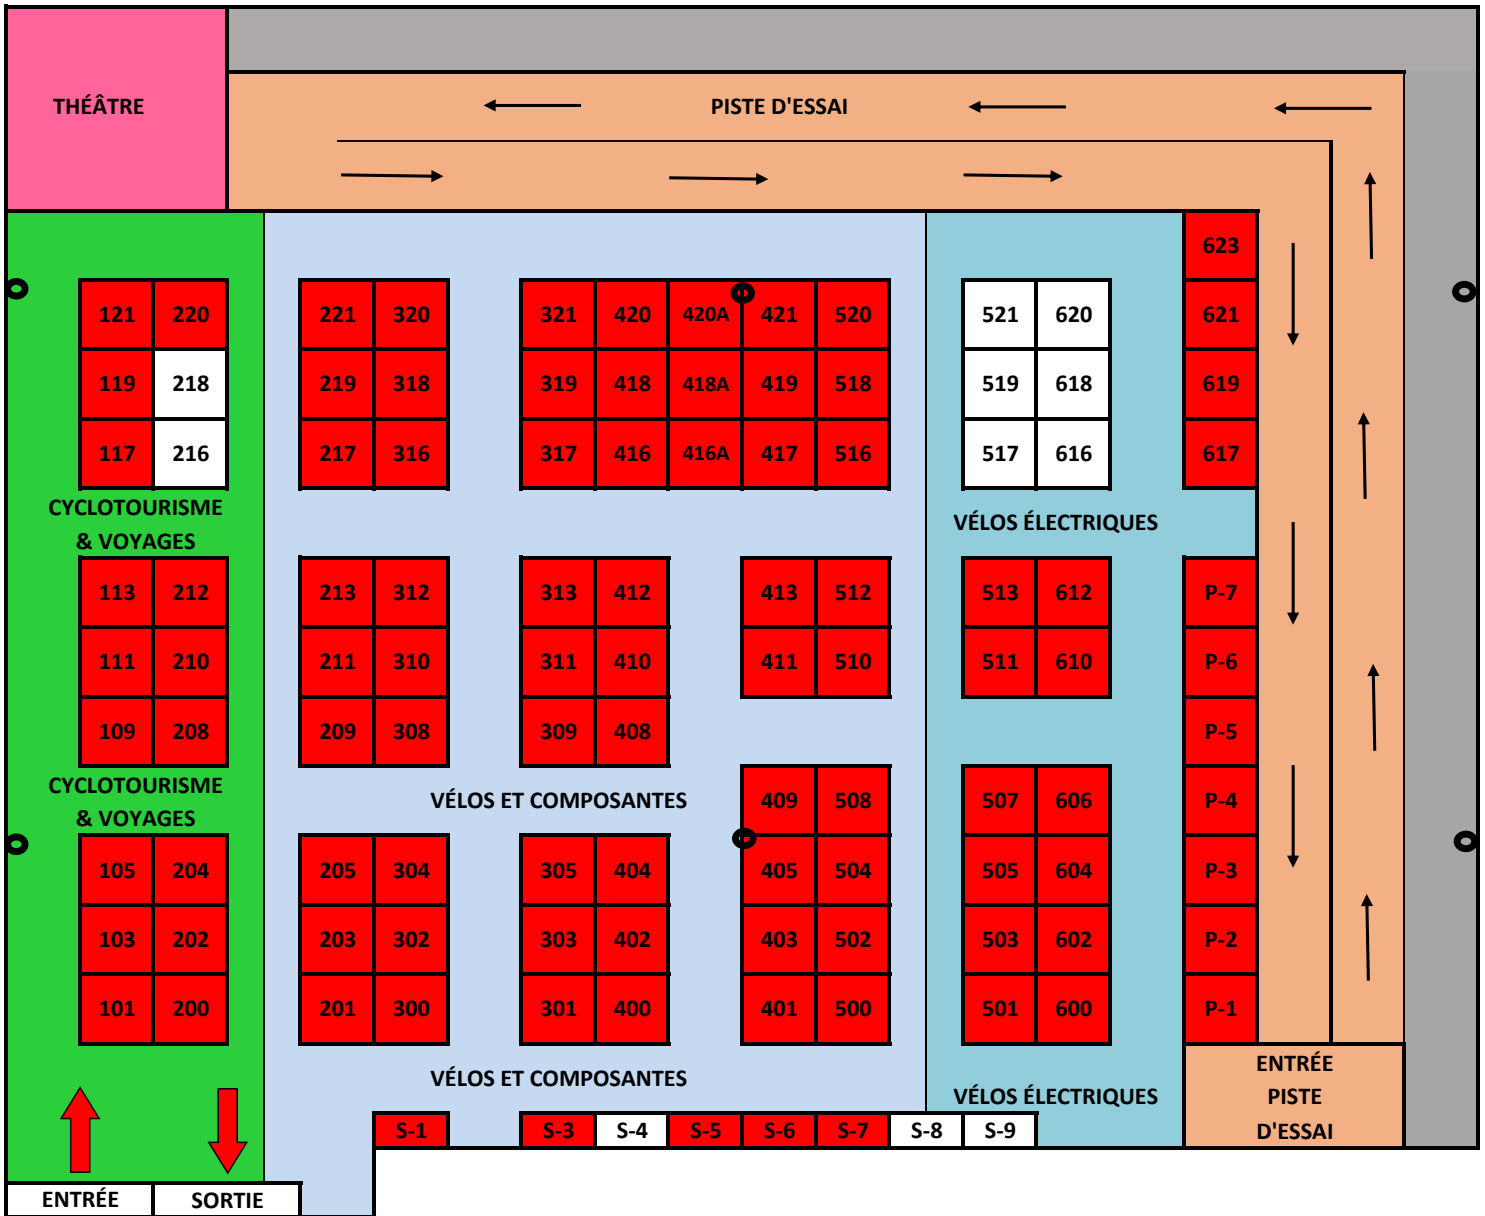 THÉÂTRE
PISTE D'ESSAI
623
121 220 221 320 321 420 420A 421 520 521 620 621
119 218 219 318 319 418 418A 419 518 519 618 619
117 216 217 316 317 416 416A 417 516 517 616 617
CYCLOTOURISME
& VOYAGES
VÉLOS ÉLECTRIQUES
113 212 213 312 313 412 413 512 513 612 P-7
111 210 211 310 311 410 411 510 511 610 P-6
109 208 209 308 309 408 P-5
CYCLOTOURISME
& VOYAGES
VÉLOS ET COMPOSANTES
409 508 507 606 P-4
105 204 205 304 305 404 405 504 505 604 P-3
103 202 203 302 303 402 403 502 503 602 P-2
101 200 201 300 301 400 401 500 501 600 P-1
VÉLOS ET COMPOSANTES
VÉLOS ÉLECTRIQUES
ENTRÉE
PISTE
D'ESSAI
S-1 S-3 S-4 S-5 S-6 S-7 S-8 S-9
ENTRÉE SORTIE